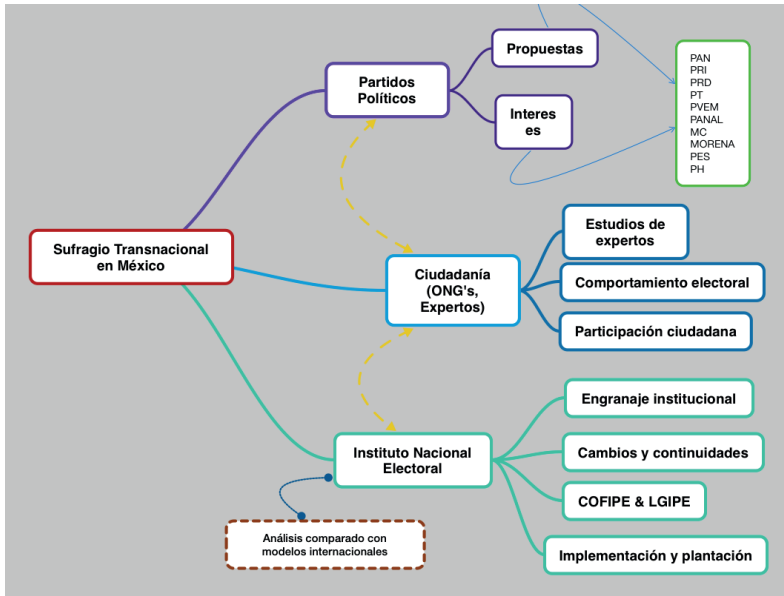 Propuestas
Partidos
Políticos
Interes
es
PAN
PRI
PRD
PT
PVEM
PANAL
MC
MORENA
PES
PH
Sufragio Transnacional
en México
Ciudadanía
(ONG's,
Expertos)
Estudios de
expertos
Comportamiento electoral
Participación ciudadana
Instituto Nacional
Electoral
Engranaje institucional
Cambios y continuidades
COFIPE & LGIPE
Implementación y plantación
Análisis comparado con
modelos internacionales